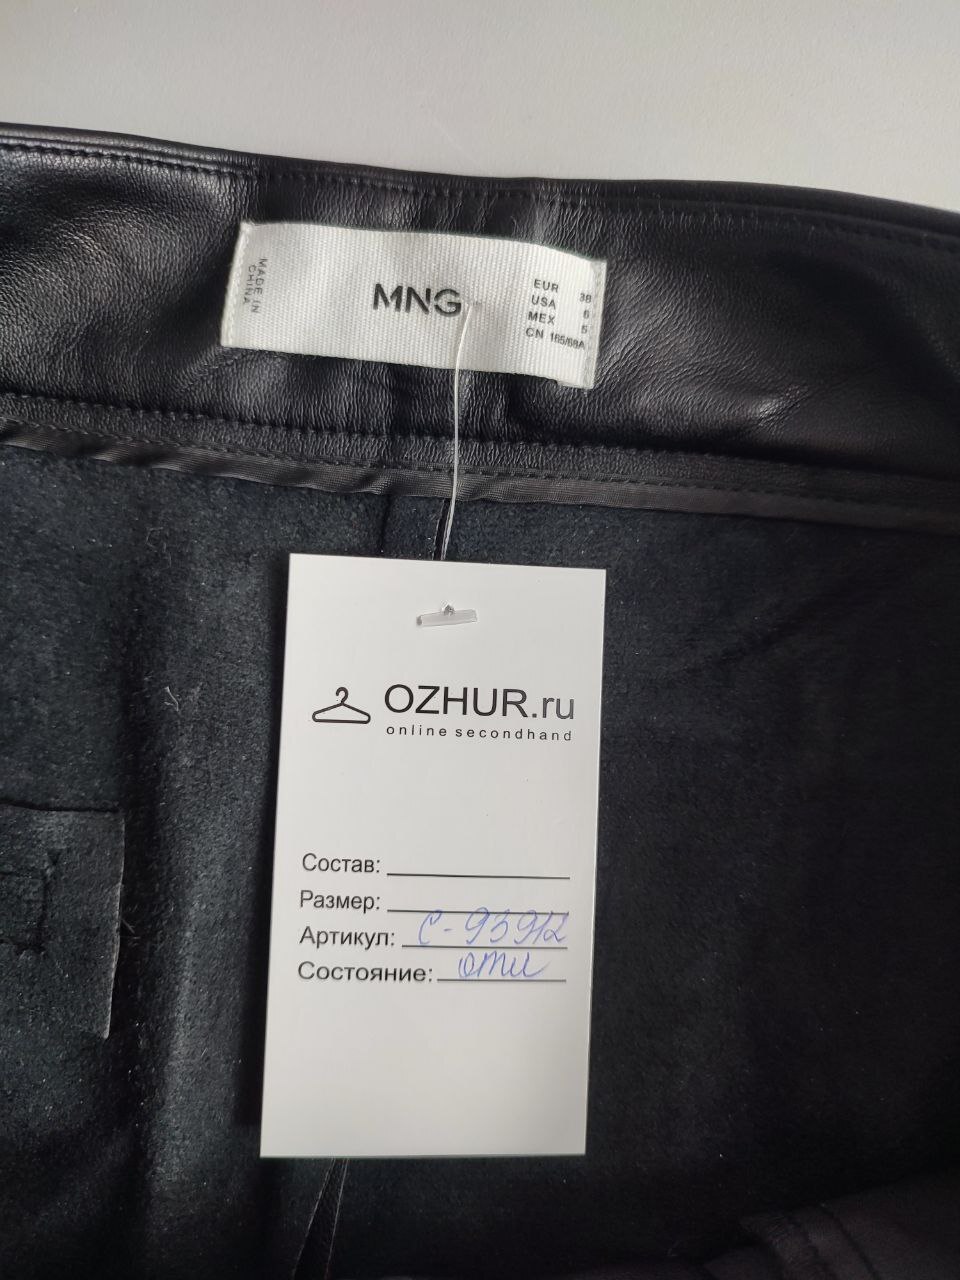 MADE IN
CHINA
MNG
EUR 38
USA 6
MEX 5
CN 165/68A
OZHUR.ru
online secondhand
Состав:
Размер:
Артикул: С-93912
Состояние: отл